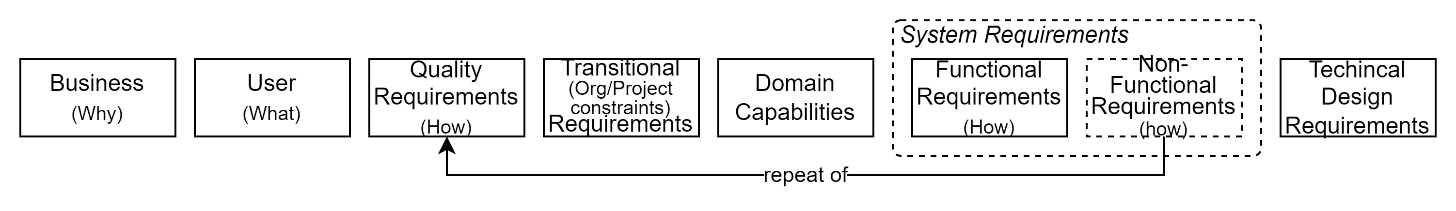 System Requirements
Business
(Why)
User
(What)
Quality
Requirements
(How)
Transitional
(Org/Project
constraints)
Requirements
Domain
Capabilities
Functional
Requirements
(How)
Non-
Functional
Requirements
(how)
Techincal
Design
Requirements
repeat of